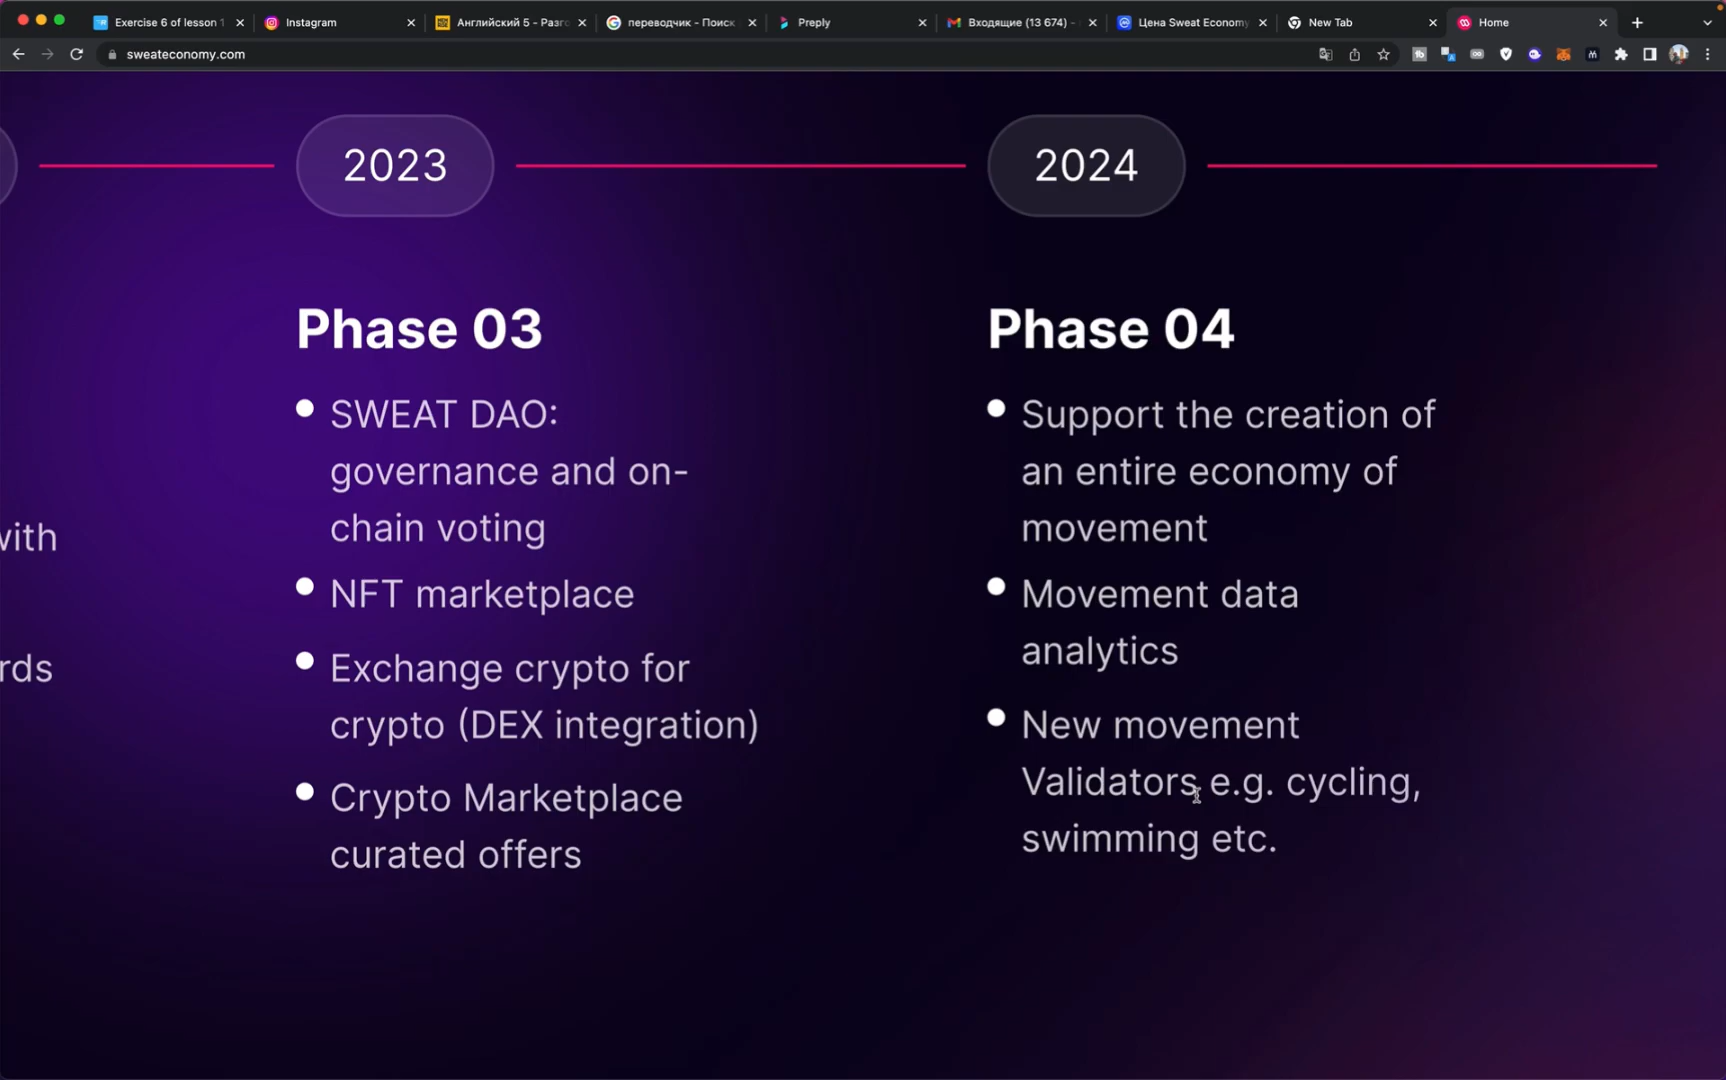 Exercise 6 of lesson 1
Instagram
Английский 5 - Разго
переводчик - Поиск
Preply
Входящие (13 674) -
Цена Sweat Economy
New Tab
Home
sweateconomy.com
2023
2024
Phase 03
SWEAT DAO:
governance and on-
chain voting
NFT marketplace
Exchange crypto for
crypto (DEX integration)
Crypto Marketplace
curated offers
Phase 04
Support the creation of
an entire economy of
movement
Movement data
analytics
New movement
Validators e.g. cycling,
swimming etc.
with
rds